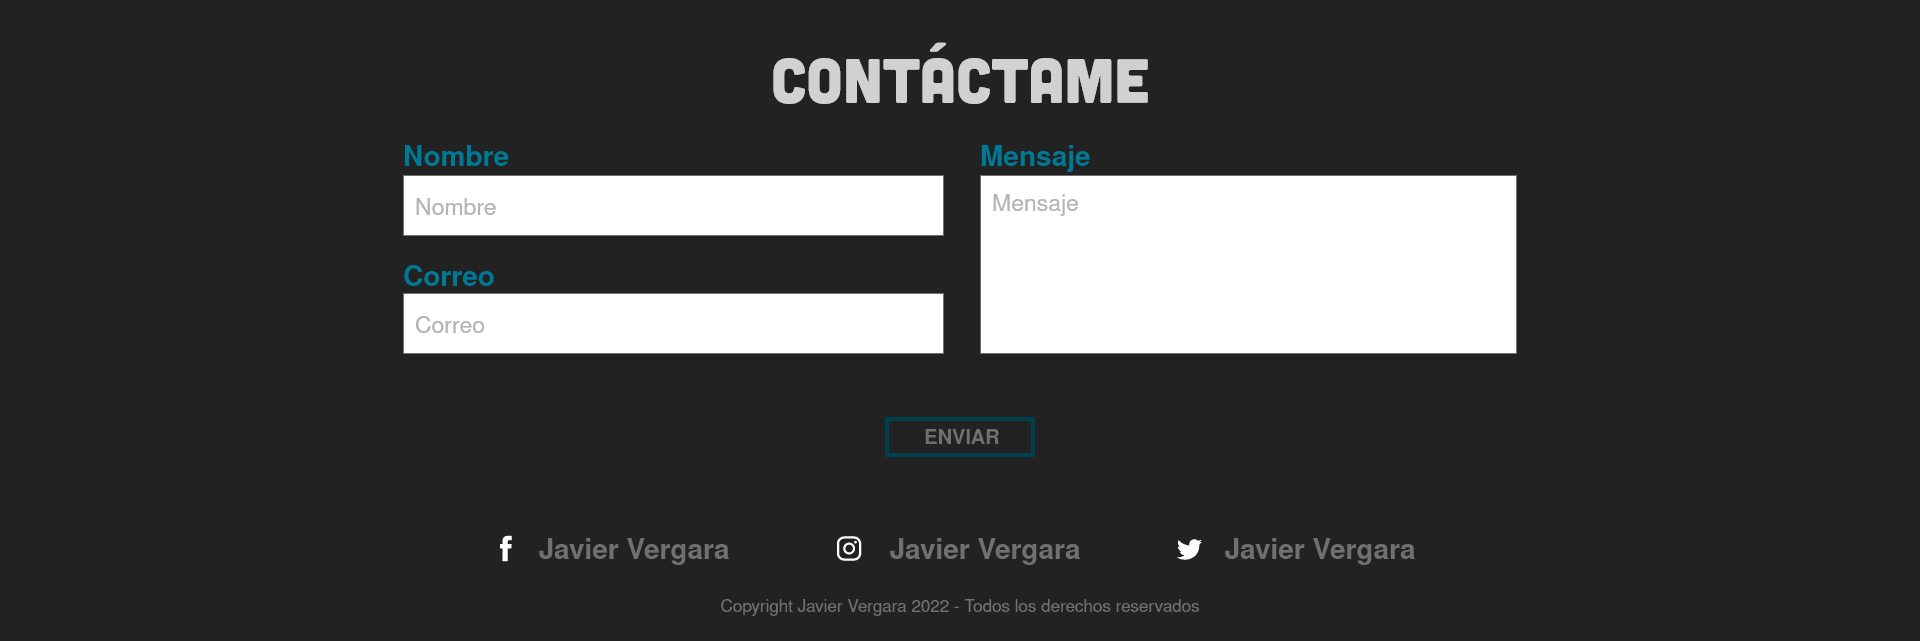 CONTÁCTAME
Nombre
Nombre
Correo
Correo
Mensaje
Mensaje
ENVIAR
Javier Vergara
Javier Vergara
Javier Vergara
Copyright Javier Vergara 2022 - Todos los derechos reservados